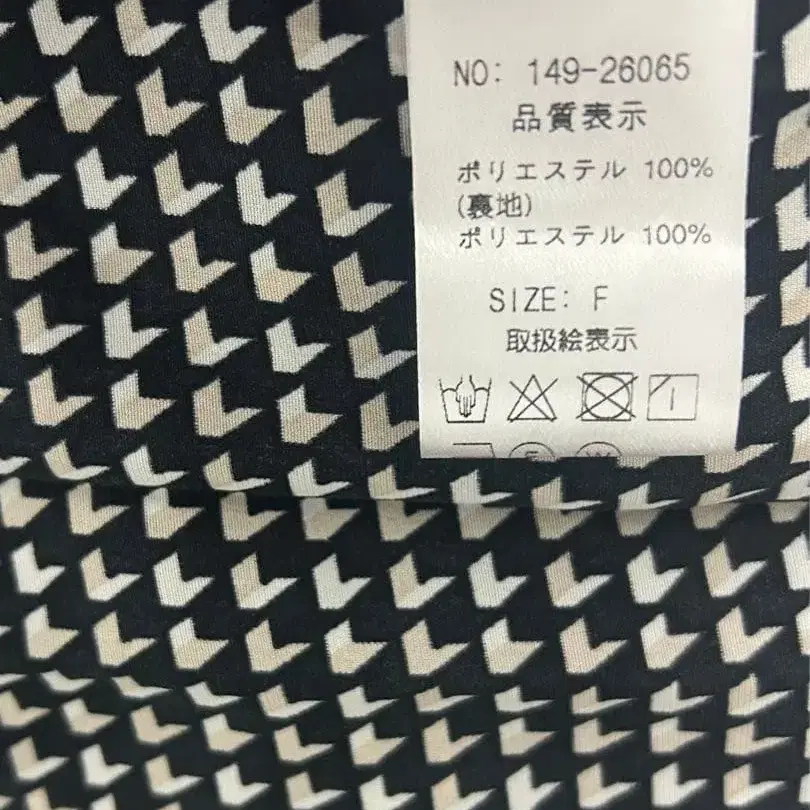 NO: 149-26065
品質表示
ポリエステル 100%
(裏地)
ポリエステル 100%
SIZE: F
取扱絵表示